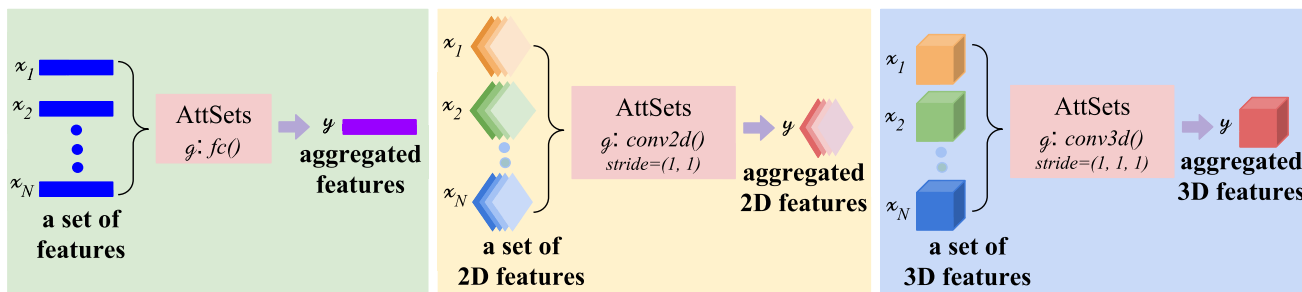 x1
x2
xN
a set of
features
AttSets
g: fc()
y
aggregated
features
x1
x2
xN
a set of
2D features
AttSets
g: conv2d()
stride=(1, 1)
y
aggregated
2D features
x1
x2
xN
a set of
3D features
AttSets
g: conv3d()
stride=(1, 1, 1)
y
aggregated
3D features